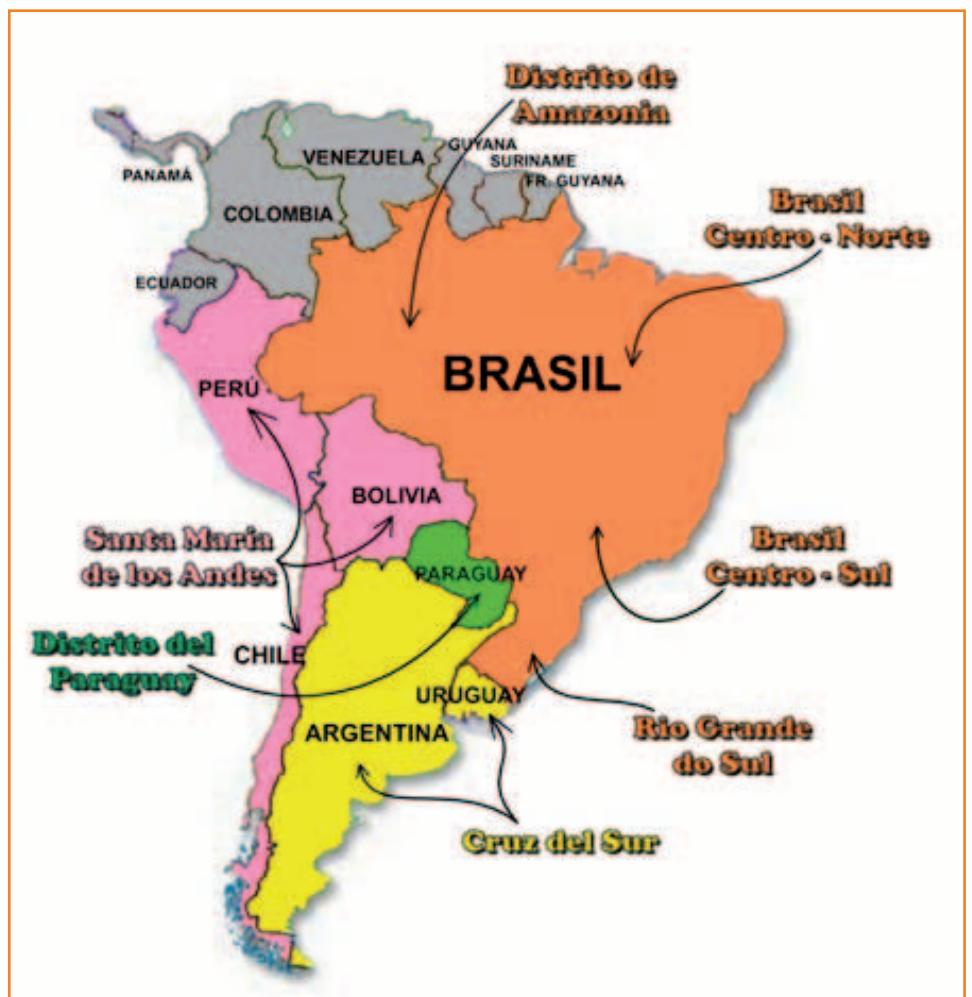 Distrito de
Amazonia
GUYANA
VENEZUELA
SURINAME
PANAMÁ
FR. GUYANA
COLOMBIA
Brasil
Centro - Norte
ECUADOR
BRASIL
PERÚ
BOLIVIA
Santa Maria
de los Andes
Brasil
Centro - Sul
PARAGUAY
Distrito del
Paraguay
CHILE
URUGUAY
ARGENTINA
Rio Grande
do Sul
Cruz del Sur